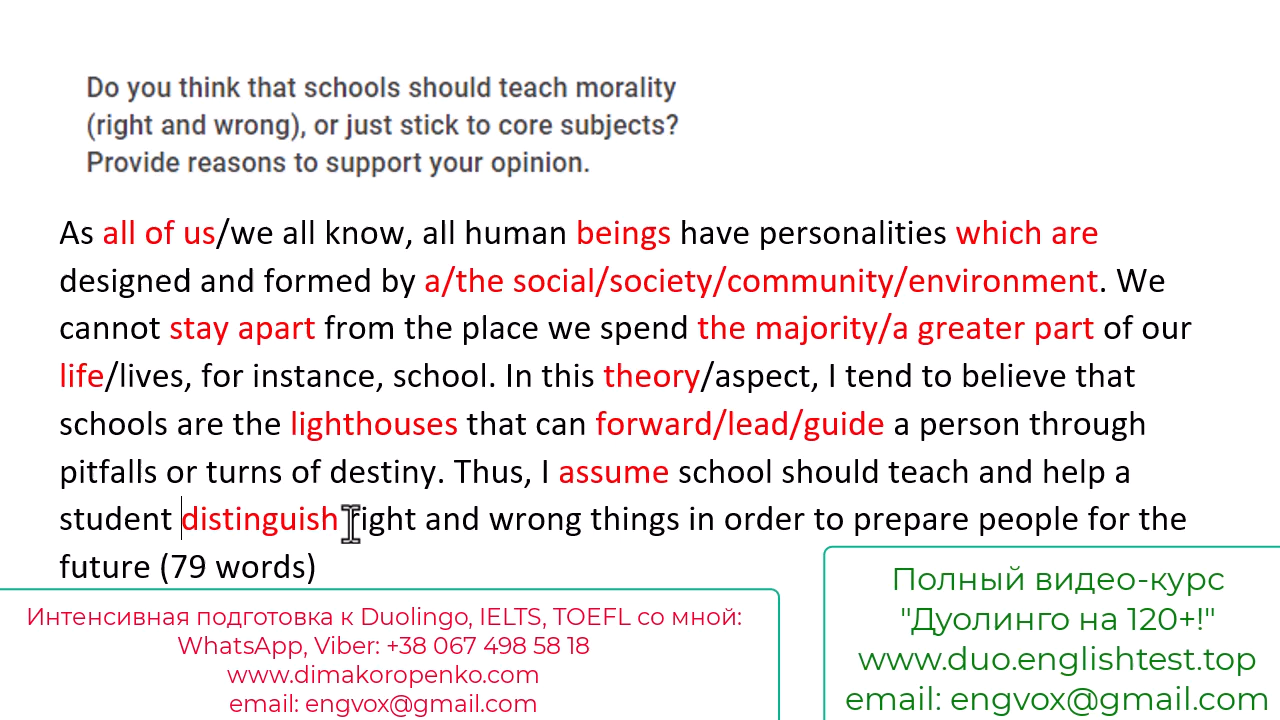 Do you think that schools should teach morality
(right and wrong), or just stick to core subjects?
Provide reasons to support your opinion.
As all of us/we all know, all human beings have personalities which are
designed and formed by a/the social/society/community/environment. We
cannot stay apart from the place we spend the majority/a greater part of our
life/lives, for instance, school. In this theory/aspect, I tend to believe that
schools are the lighthouses that can forward/lead/guide a person through
pitfalls or turns of destiny. Thus, I assume school should teach and help a
student distinguish right and wrong things in order to prepare people for the
future (79 words)
Интенсивная подготовка к Duolingo, IELTS, TOEFL со мной:
WhatsApp, Viber: +38 067 498 58 18
www.dimakoropenko.com
email: engvox@gmail.com
Полный видео-курс
"Дуолинго на 120+!"
www.duo.englishtest.top
email: engvox@gmail.com